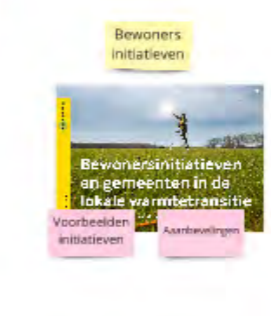 Bewoners
initiatieven
Bewonersinitiatieven
en gemeenten in de
lokale warmtetransitie
Voorbeelden
initiatieven
Aanbevelingen